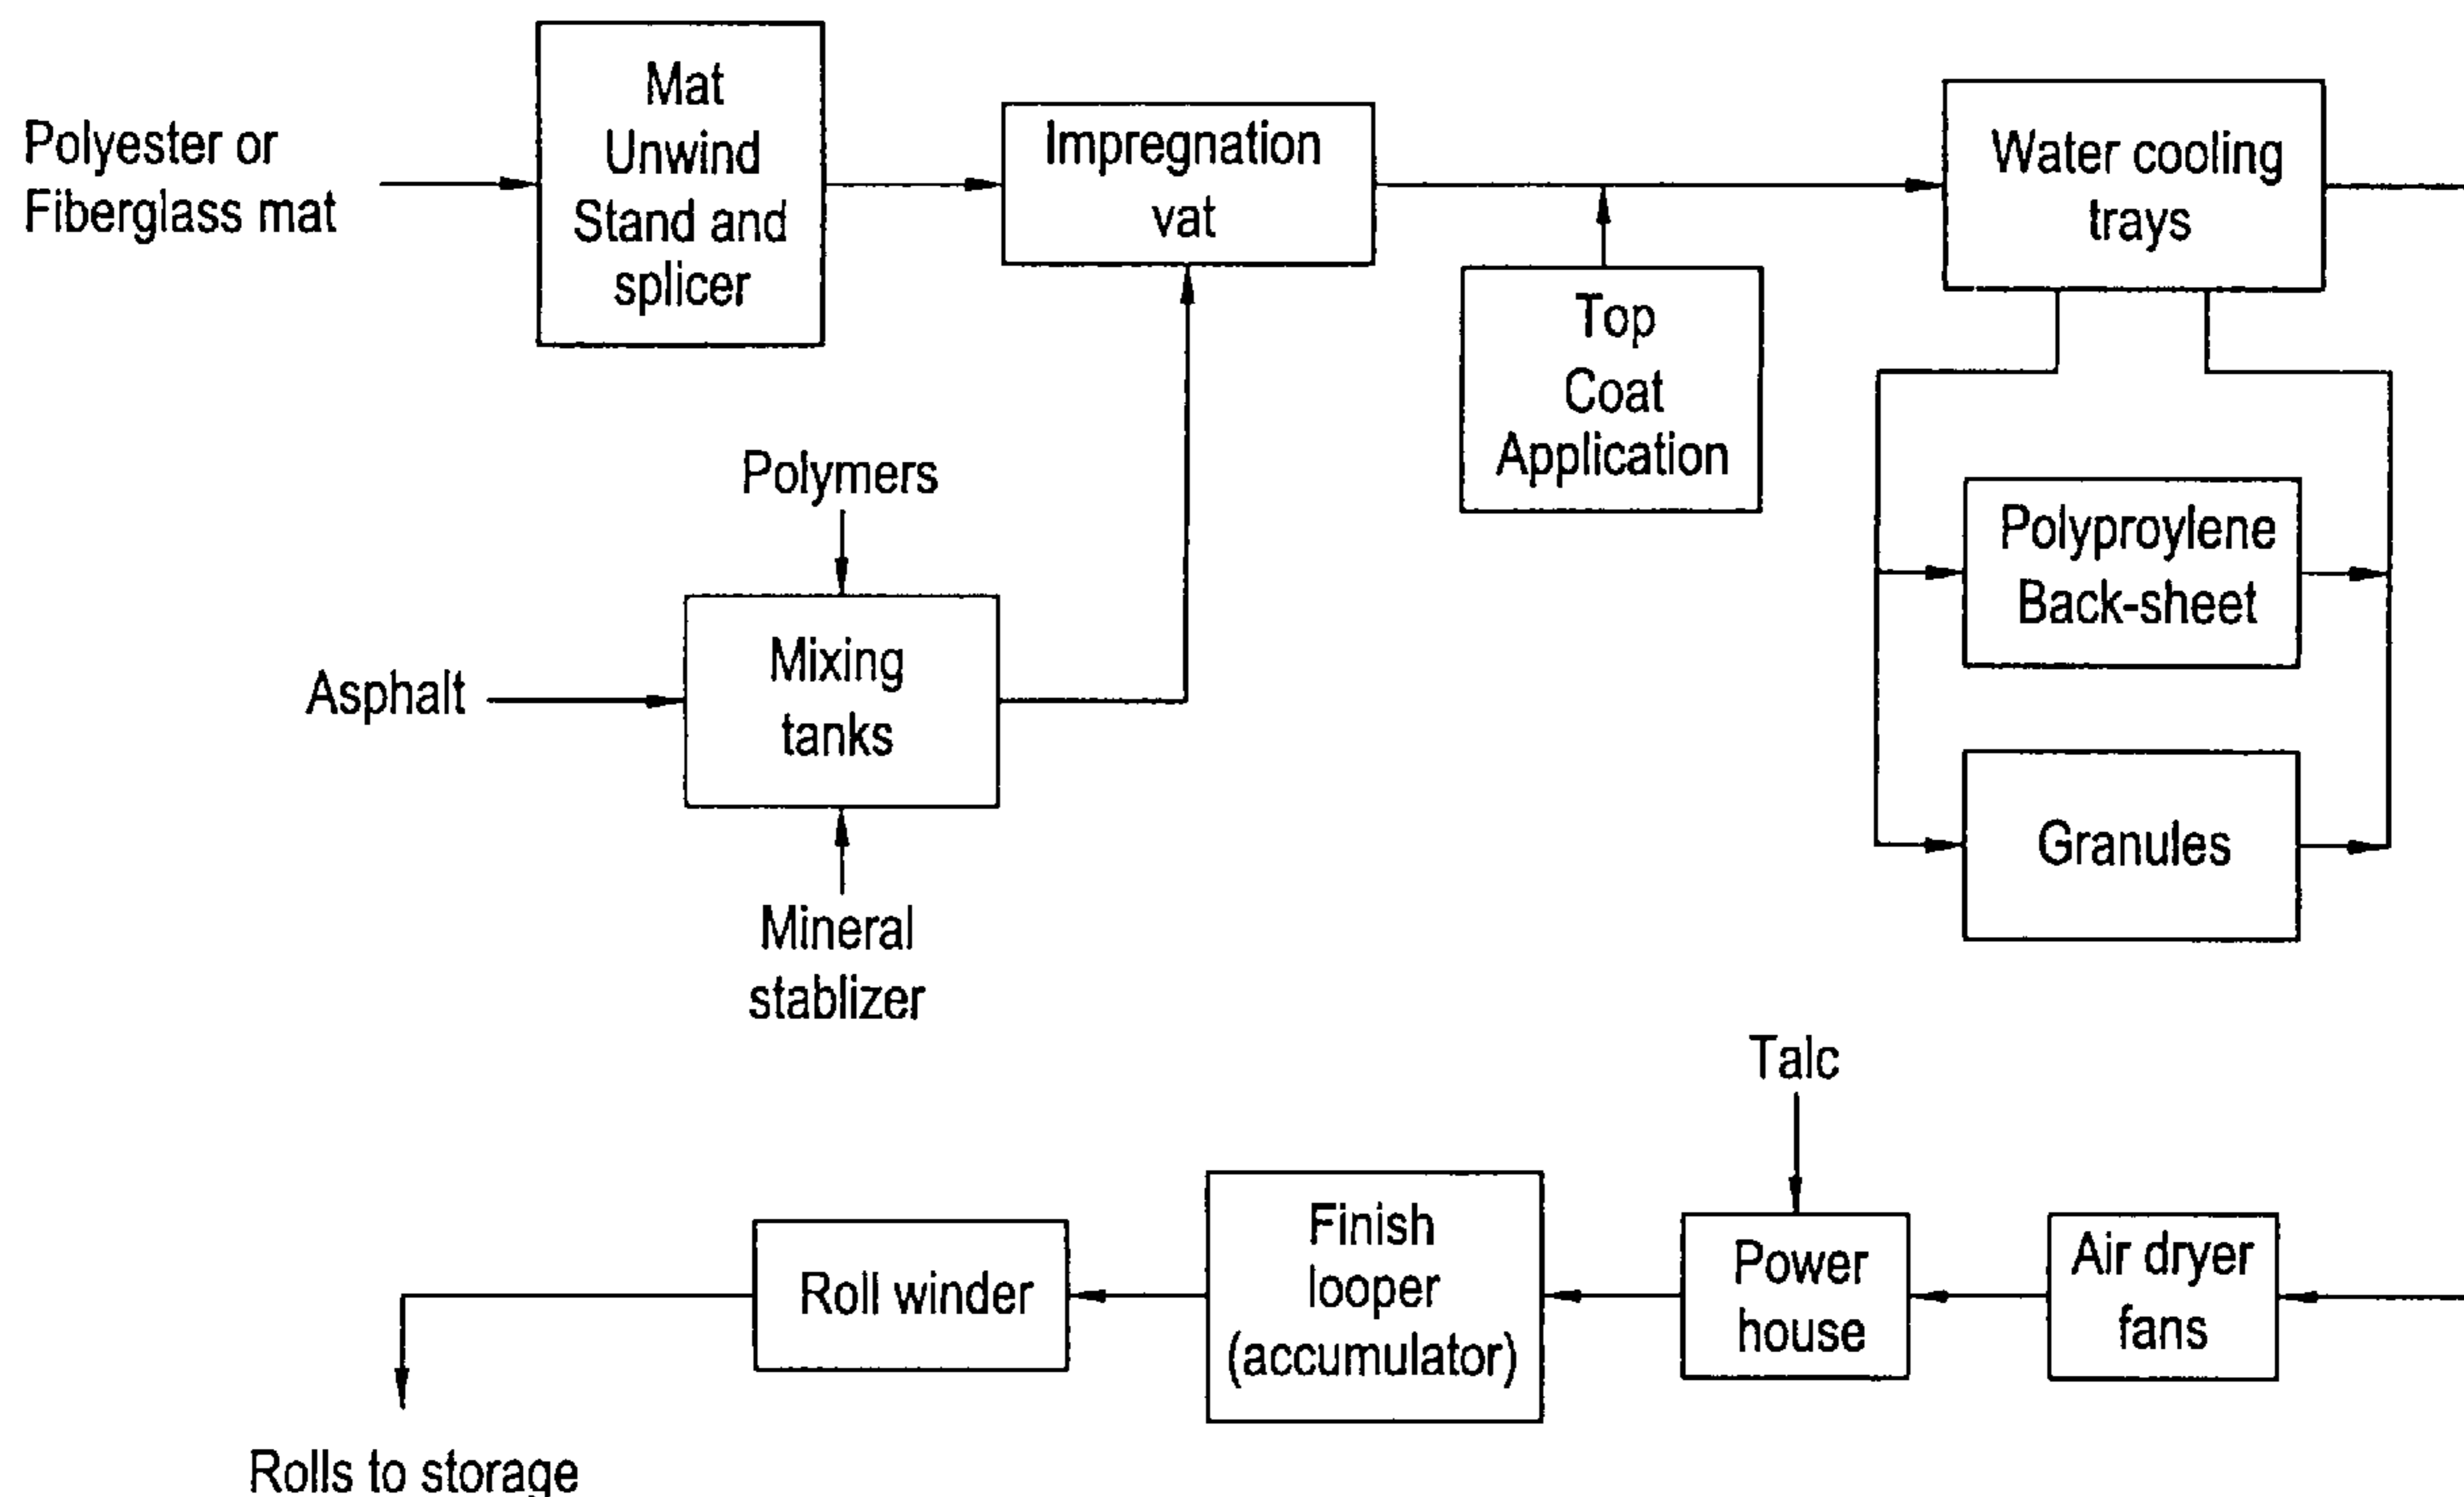 Polyester or
Fiberglass mat
Mat
Unwind
Stand and
splicer
Impregnation
vat
Top
Coat
Application
Water cooling
trays
Polyproylene
Back-sheet
Granules
Polymers
Asphalt
Mixing
tanks
Mineral
stablizer
Talc
Air dryer
fans
Power
house
Finish
looper
(accumulator)
Roll winder
Rolls to storage